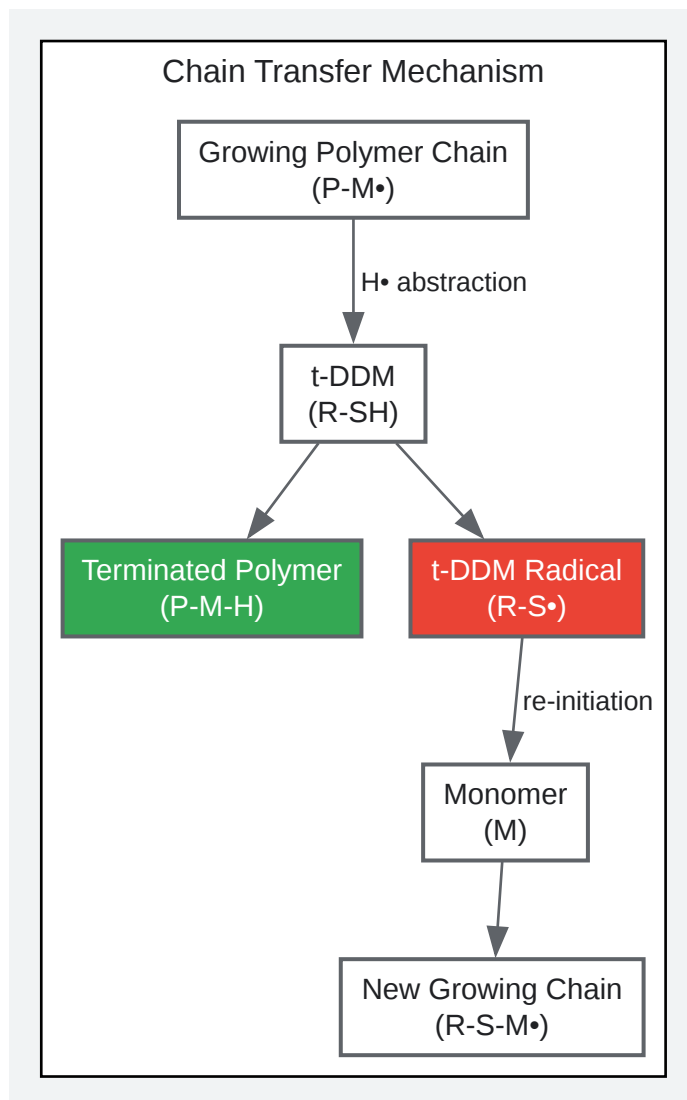 Chain Transfer Mechanism
Growing Polymer Chain
(P-M•)
H• abstraction
t-DDM
(R-SH)
Terminated Polymer
(P-M-H)
t-DDM Radical
(R-S•)
re-initiation
Monomer
(M)
New Growing Chain
(R-S-M•)